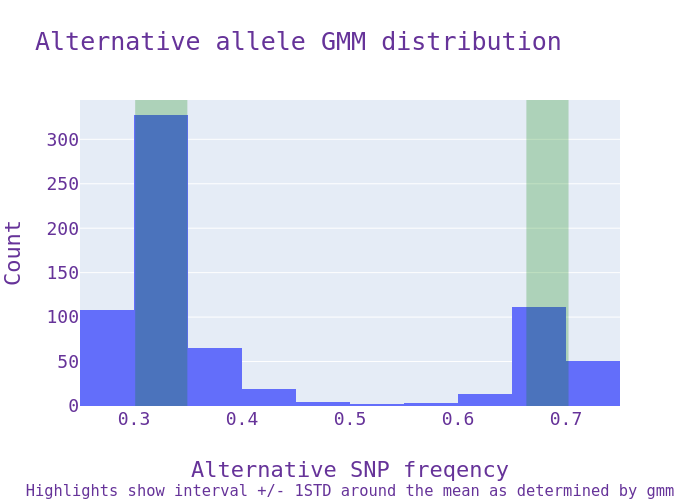 Alternative allele GMM distribution
Count
300
250
200
150
100
50
0
0.3 0.4 0.5 0.6 0.7
Alternative SNP freqency
Highlights show interval +/- 1STD around the mean as determined by gmm